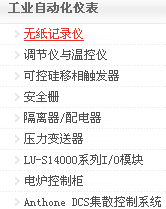 工业自动化仪表
无纸记录仪
调节仪与温控仪
可控硅移相触发器
安全栅
隔离器/配电器
压力变送器
LU-S14000系列I/O模块
电炉控制柜
Anthone DCS集散控制系统